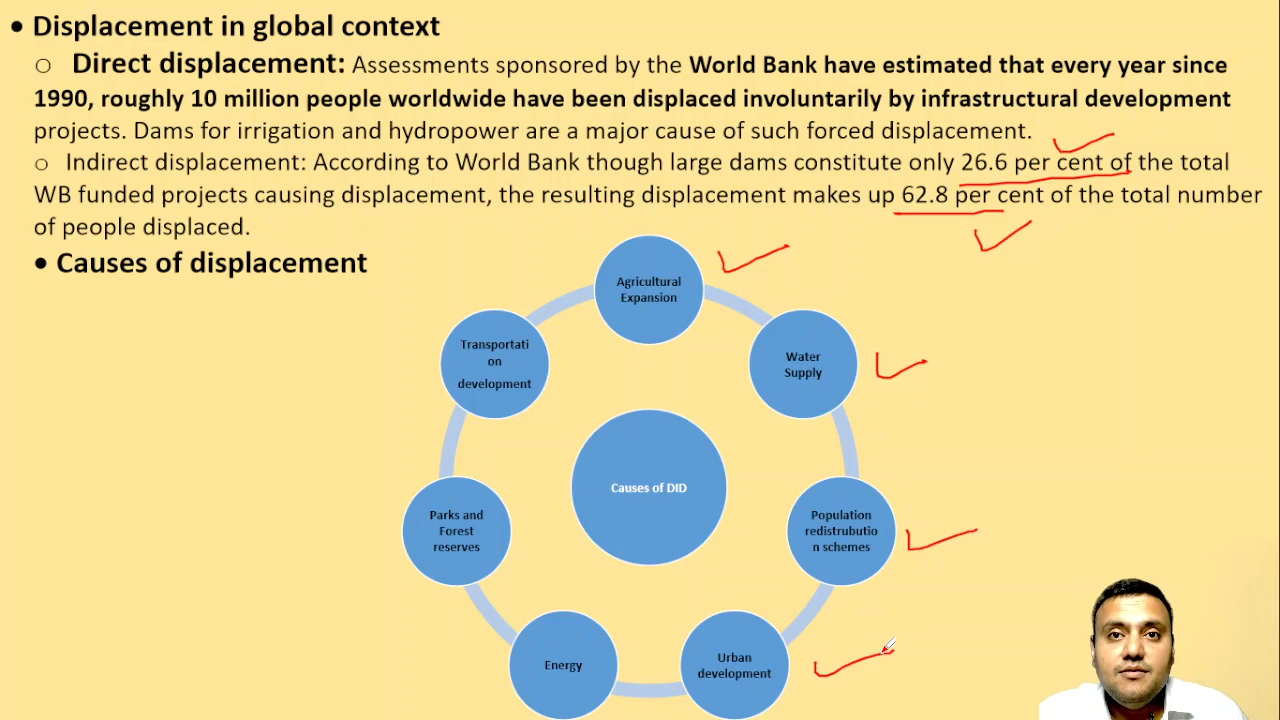 • Displacement in global context
o Direct displacement: Assessments sponsored by the World Bank have estimated that every year since
1990, roughly 10 million people worldwide have been displaced involuntarily by infrastructural development
projects. Dams for irrigation and hydropower are a major cause of such forced displacement.
o Indirect displacement: According to World Bank though large dams constitute only 26.6 per cent of the total
WB funded projects causing displacement, the resulting displacement makes up 62.8 per cent of the total number
of people displaced.
• Causes of displacement
Agricultural
Expansion
Water
Supply
Population
redistrubutio
n schemes
Urban
development
Energy
Parks and
Forest
reserves
Transportati
on
development
Causes of DID